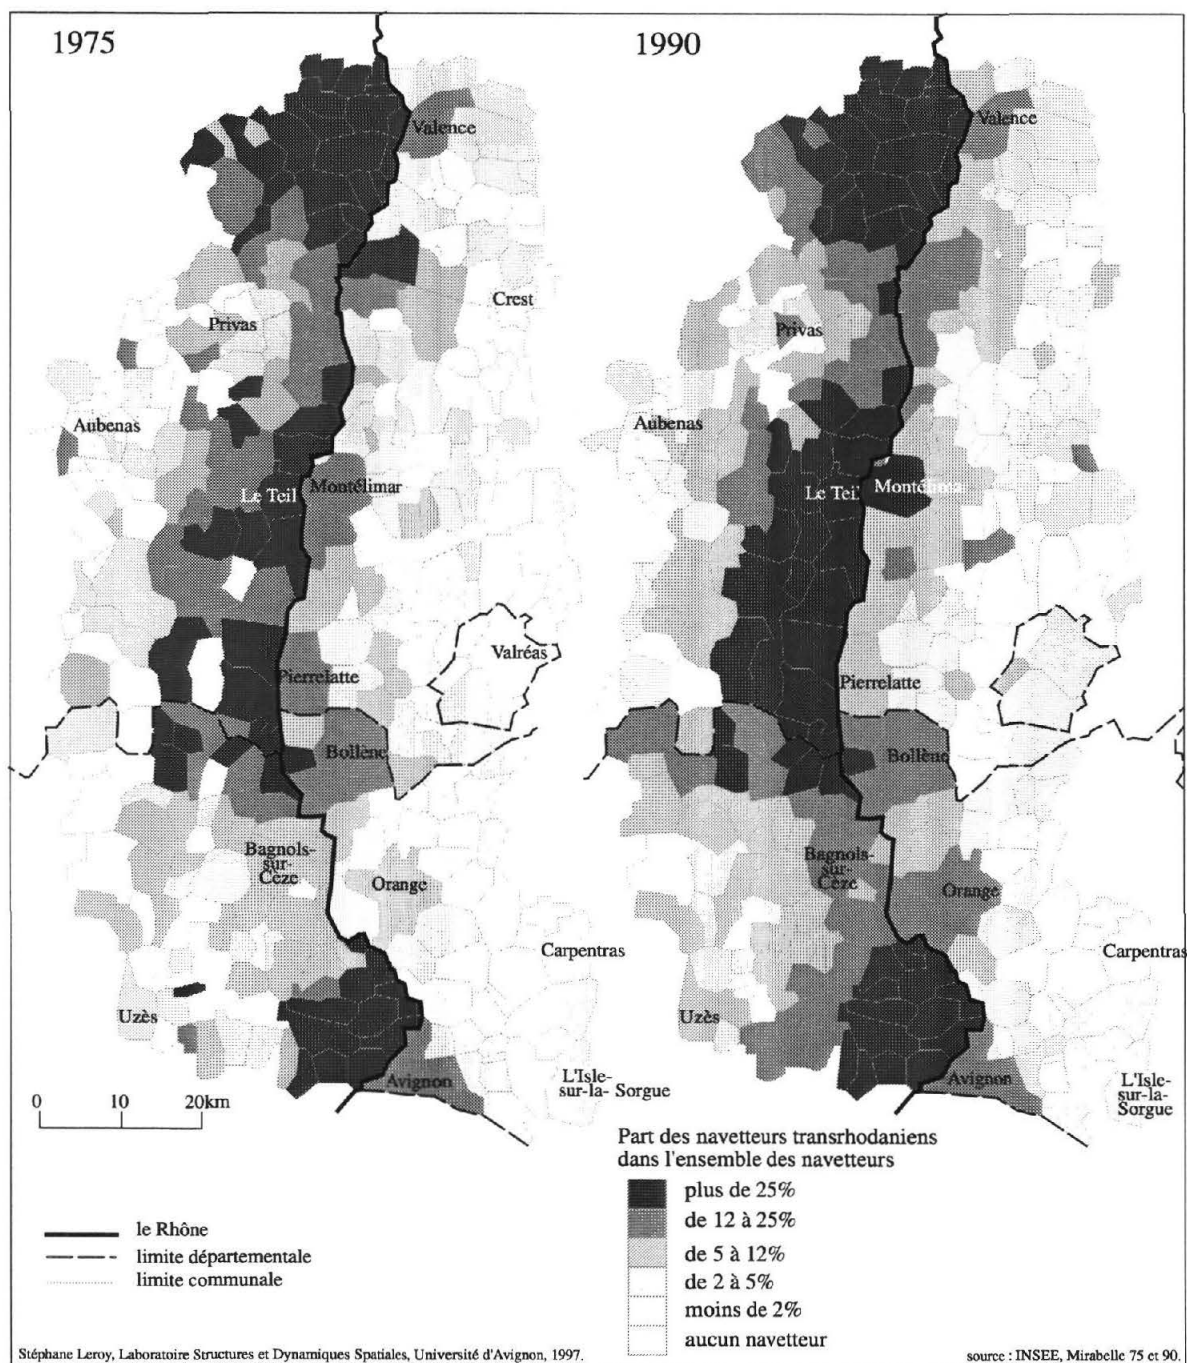 1975
Valence
Crest
Privas
Aubenas
Le Teil
Montélimar
Valréas
Pierrelatte
Bollène
Bagnols-
sur-
Cèze
Orange
Carpentras
Uzès
Avignon
L'Isle-
sur-la- Sorgue
0 10 20km
1990
Valence
Privas
Aubenas
Le Teil
Montélimar
Pierrelatte
Bollène
Bagnols-
sur-
Cèze
Orange
Carpentras
Uzès
Avignon
L'Isle-
sur-la-
Sorgue
le Rhône
limite départementale
limite communale
Part des navetteurs transrhodaniens
dans l'ensemble des navetteurs
plus de 25%
de 12 à 25%
de 5 à 12%
de 2 à 5%
moins de 2%
aucun navetteur
Stéphane Leroy, Laboratoire Structures et Dynamiques Spatiales, Université d'Avignon, 1997.
source : INSEE, Mirabelle 75 et 90.